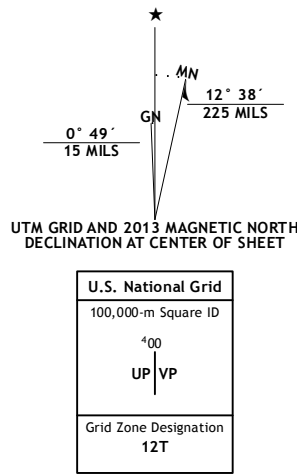 ★
MN
GN
12° 38´
225 MILS
0° 49´
15 MILS
UTM GRID AND 2013 MAGNETIC NORTH
DECLINATION AT CENTER OF SHEET
U.S. National Grid
100,000-m Square ID
⁴00
UP VP
Grid Zone Designation
12T